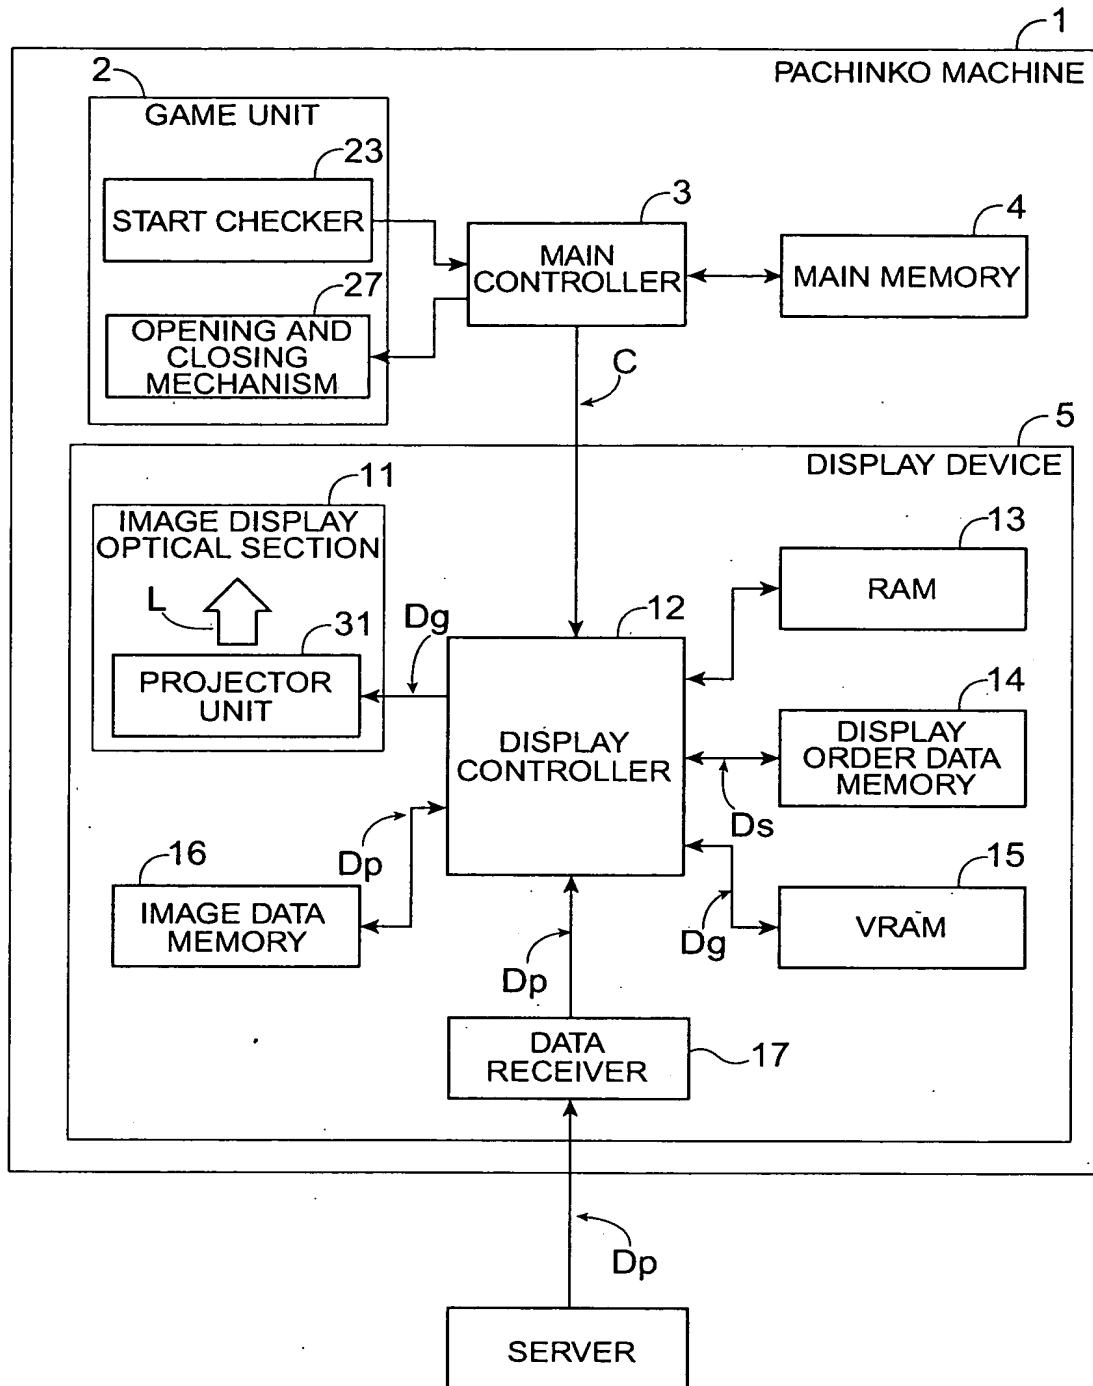 1
PACHINKO MACHINE
2
GAME UNIT
23
START CHECKER
3
MAIN
CONTROLLER
4
MAIN MEMORY
27
OPENING AND
CLOSING
MECHANISM
C
5
DISPLAY DEVICE
11
IMAGE DISPLAY
OPTICAL SECTION
L
31
PROJECTOR
UNIT
Dg
12
DISPLAY
CONTROLLER
13
RAM
14
DISPLAY
ORDER DATA
MEMORY
Ds
Dp
16
IMAGE DATA
MEMORY
15
VRAM
Dg
Dp
DATA
RECEIVER
17
Dp
SERVER